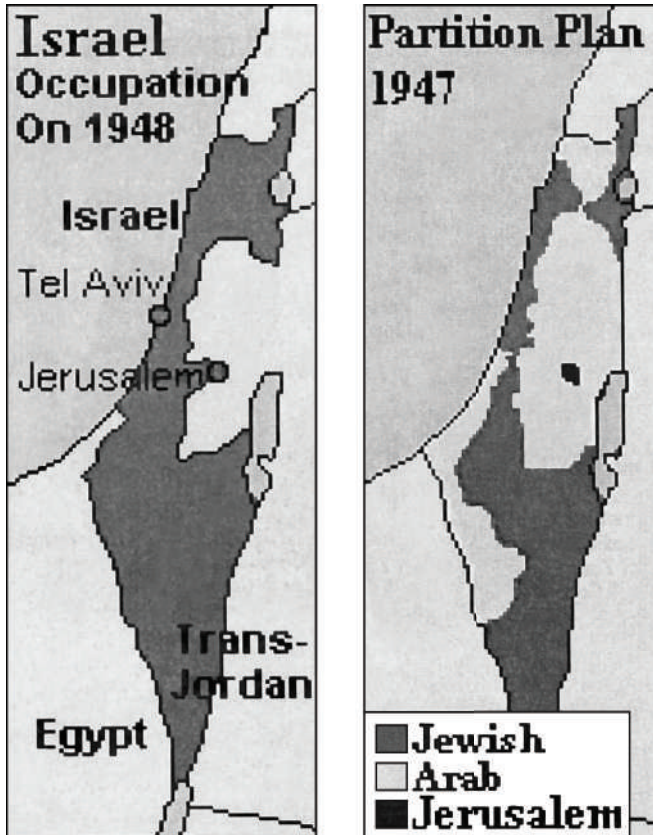 Israel
Occupation
On 1948
Israel
Tel Aviv
Jerusalem
Trans-
Jordan
Egypt
Partition Plan
1947
Jewish
Arab
Jerusalem